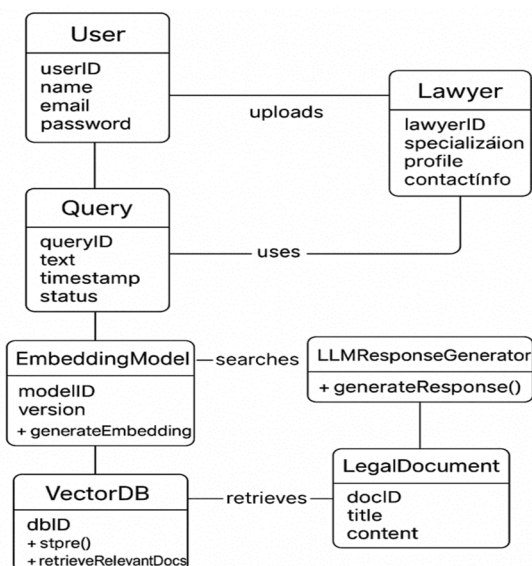 User
userID
name
email
password
uploads
Lawyer
lawyerID
specializáion
profile
contactínfo
Query
queryID
text
timestamp
status
uses
EmbeddingModel
modelID
version
+ generateEmbedding
searches
LLMResponseGenerator
+ generateResponse()
VectorDB
dbID
+ stpre()
+ retrieveRelevantDocs
retrieves
LegalDocument
docID
title
content